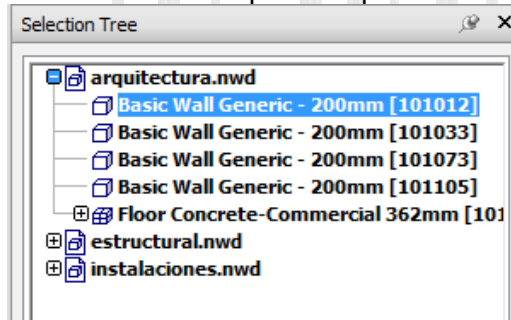 Selection Tree
arquitectura.nwd
Basic Wall Generic - 200mm [101012]
Basic Wall Generic - 200mm [101033]
Basic Wall Generic - 200mm [101073]
Basic Wall Generic - 200mm [101105]
Floor Concrete-Commercial 362mm [101
estructural.nwd
instalaciones.nwd